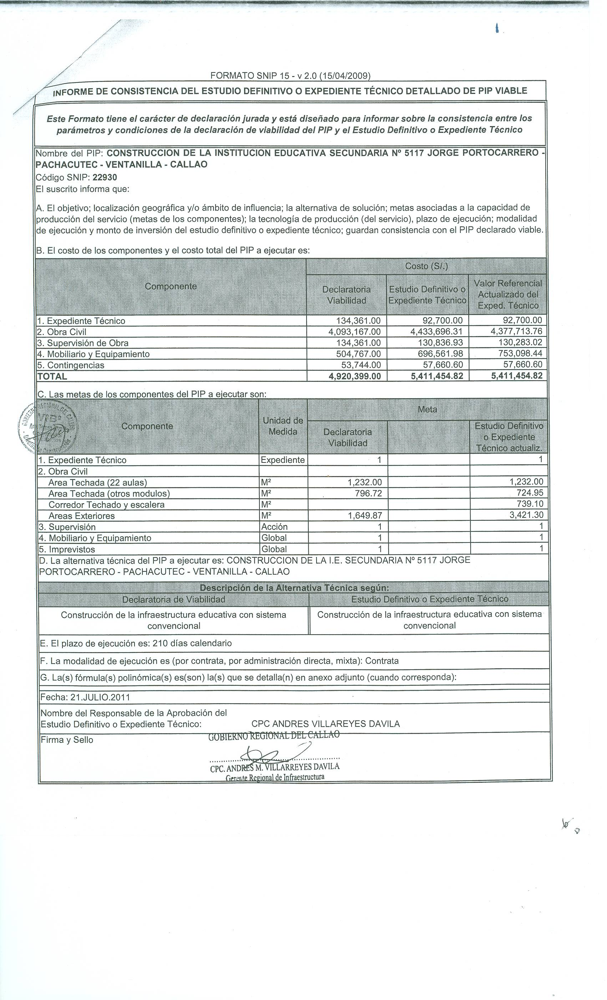 FORMATO SNIP 15 - v 2.0 (15/04/2009)
INFORME DE CONSISTENCIA DEL ESTUDIO DEFINITIVO O EXPEDIENTE TÉCNICO DETALLADO DE PIP VIABLE
Este Formato tiene el carácter de declaración jurada y está diseñado para informar sobre la consistencia entre los
parámetros y condiciones de la declaración de viabilidad del PIP y el Estudio Definitivo o Expediente Técnico
Nombre del PIP: CONSTRUCCION DE LA INSTITUCION EDUCATIVA SECUNDARIA Nº 5117 JORGE PORTOCARRERO -
PACHACUTEC - VENTANILLA - CALLAO
Código SNIP: 22930
El suscrito informa que:
A. El objetivo; localización geográfica y/o ámbito de influencia; la alternativa de solución; metas asociadas a la capacidad de
producción del servicio (metas de los componentes); la tecnología de producción (del servicio), plazo de ejecución; modalidad
de ejecución y monto de inversión del estudio definitivo o expediente técnico; guardan consistencia con el PIP declarado viable.
B. El costo de los componentes y el costo total del PIP a ejecutar es:
Componente
Costo (S/.)
Declaratoria
Viabilidad
Estudio Definitivo o
Expediente Técnico
Valor Referencial
Actualizado del
Exped. Técnico
1. Expediente Técnico 134,361.00 92,700.00 92,700.00
2. Obra Civil 4,093,167.00 4,433,696.31 4,377,713.76
3. Supervisión de Obra 134,361.00 130,836.93 130,283.02
4. Mobiliario y Equipamiento 504,767.00 696,561.98 753,098.44
5. Contingencias 53,744.00 57,660.60 57,660.60
TOTAL 4,920,399.00 5,411,454.82 5,411,454.82
C. Las metas de los componentes del PIP a ejecutar son:
Componente
Unidad de
Medida
Meta
Declaratoria
Viabilidad
Estudio Definitivo
o Expediente
Técnico actualiz.
VºBº
1. Expediente Técnico Expediente 1 1
2. Obra Civil
Area Techada (22 aulas) M² 1,232.00 1,232.00
Area Techada (otros modulos) M² 796.72 724.95
Corredor Techado y escalera M² 739.10
Areas Exteriores M² 1,649.87 3,421.30
3. Supervisión Acción 1 1
4. Mobiliario y Equipamiento Global 1 1
5. Imprevistos Global 1 1
D. La alternativa técnica del PIP a ejecutar es: CONSTRUCCION DE LA I.E. SECUNDARIA Nº 5117 JORGE
PORTOCARRERO - PACHACUTEC - VENTANILLA - CALLAO
Descripción de la Alternativa Técnica según:
Declaratoria de Viabilidad Estudio Definitivo o Expediente Técnico
Construcción de la infraestructura educativa con sistema
convencional
Construcción de la infraestructura educativa con sistema
convencional
E. El plazo de ejecución es: 210 días calendario
F. La modalidad de ejecución es (por contrata, por administración directa, mixta): Contrata
G. La(s) fórmula(s) polinómica(s) es(son) la(s) que se detalla(n) en anexo adjunto (cuando corresponda):
Fecha: 21.JULIO.2011
Nombre del Responsable de la Aprobación del
Estudio Definitivo o Expediente Técnico: CPC ANDRES VILLAREYES DAVILA
Firma y Sello
GOBIERNO REGIONAL DEL CALLAO
CPC. ANDRES M. VILLARREYES DAVILA
Gerente Regional de Infraestructura